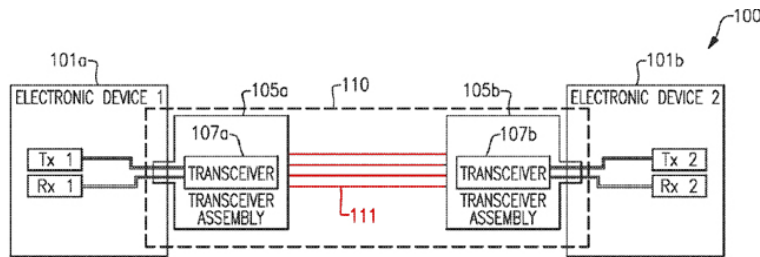 100
101a
101b
ELECTRONIC DEVICE 1
105a
110
105b
ELECTRONIC DEVICE 2
107a
107b
Tx 1
Rx 1
TRANSCEIVER
TRANSCEIVER
ASSEMBLY
111
TRANSCEIVER
TRANSCEIVER
ASSEMBLY
Tx 2
Rx 2